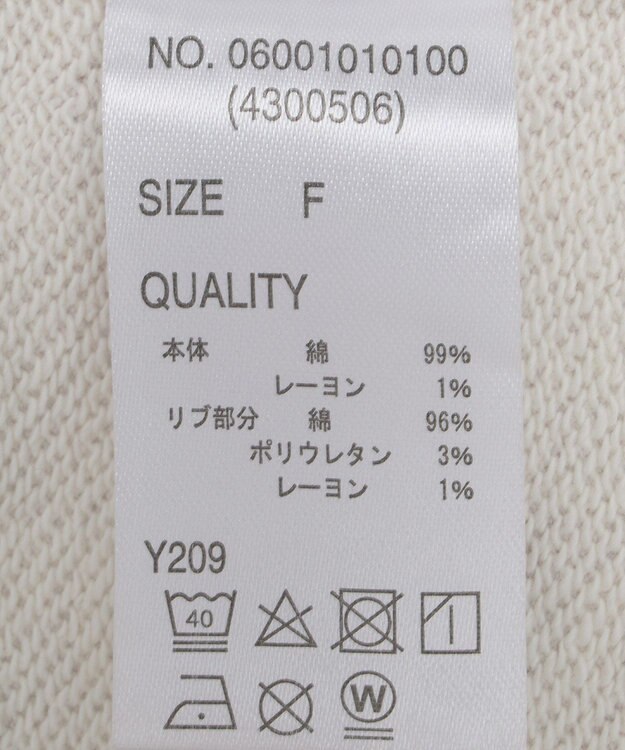 NO. 06001010100
(4300506)
SIZE F
QUALITY
本体 綿 99%
レーヨン 1%
リブ部分 綿 96%
ポリウレタン 3%
レーヨン 1%
Y209
40
W